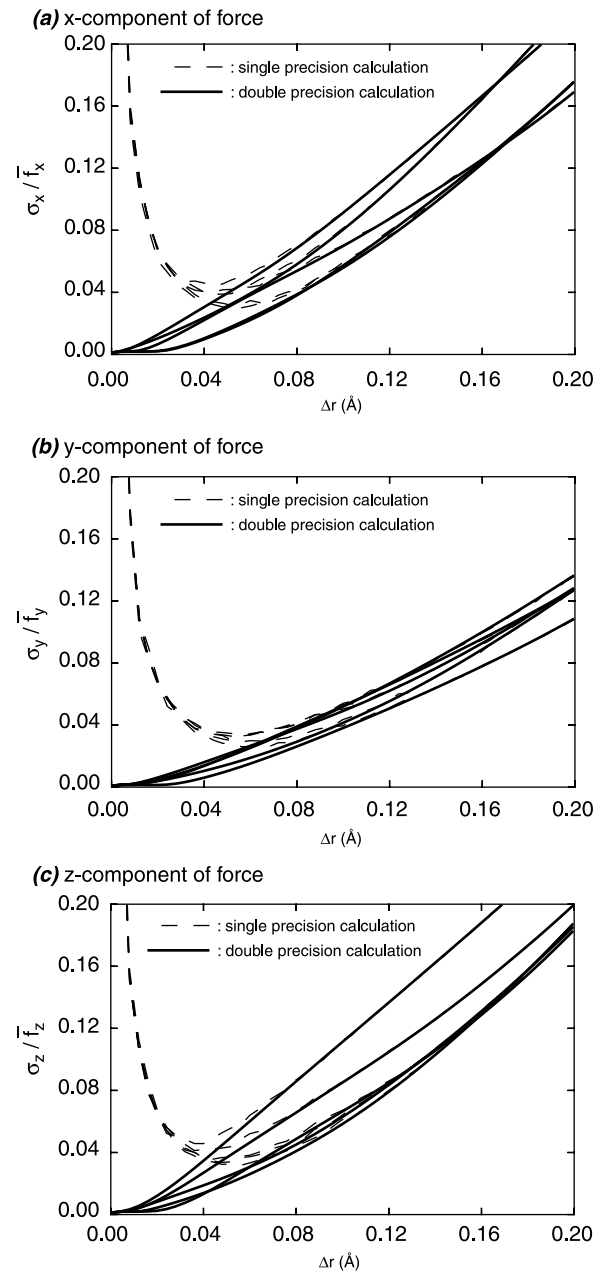 (a) x-component of force
0.20
0.16
0.12
0.08
0.04
0.00
σx / f̅x
: single precision calculation
: double precision calculation
0.00 0.04 0.08 0.12 0.16 0.20
Δr (Å)
(b) y-component of force
0.20
0.16
0.12
0.08
0.04
0.00
σy / f̅y
: single precision calculation
: double precision calculation
0.00 0.04 0.08 0.12 0.16 0.20
Δr (Å)
(c) z-component of force
0.20
0.16
0.12
0.08
0.04
0.00
σz / f̅z
: single precision calculation
: double precision calculation
0.00 0.04 0.08 0.12 0.16 0.20
Δr (Å)